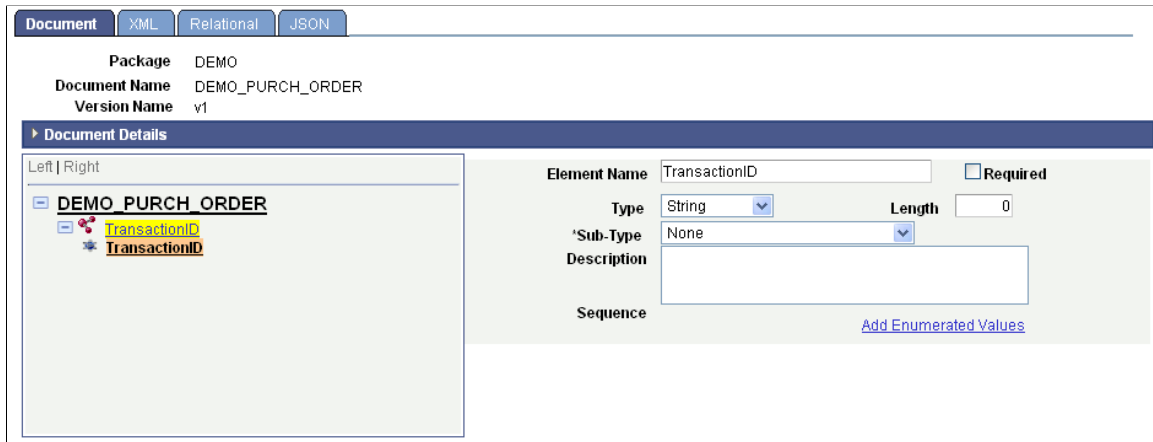 Document XML Relational JSON
Package DEMO
Document Name DEMO_PURCH_ORDER
Version Name v1
Document Details
Left | Right
DEMO_PURCH_ORDER
TransactionID
TransactionID
Element Name TransactionID Required
Type String Length 0
*Sub-Type None
Description
Sequence
Add Enumerated Values